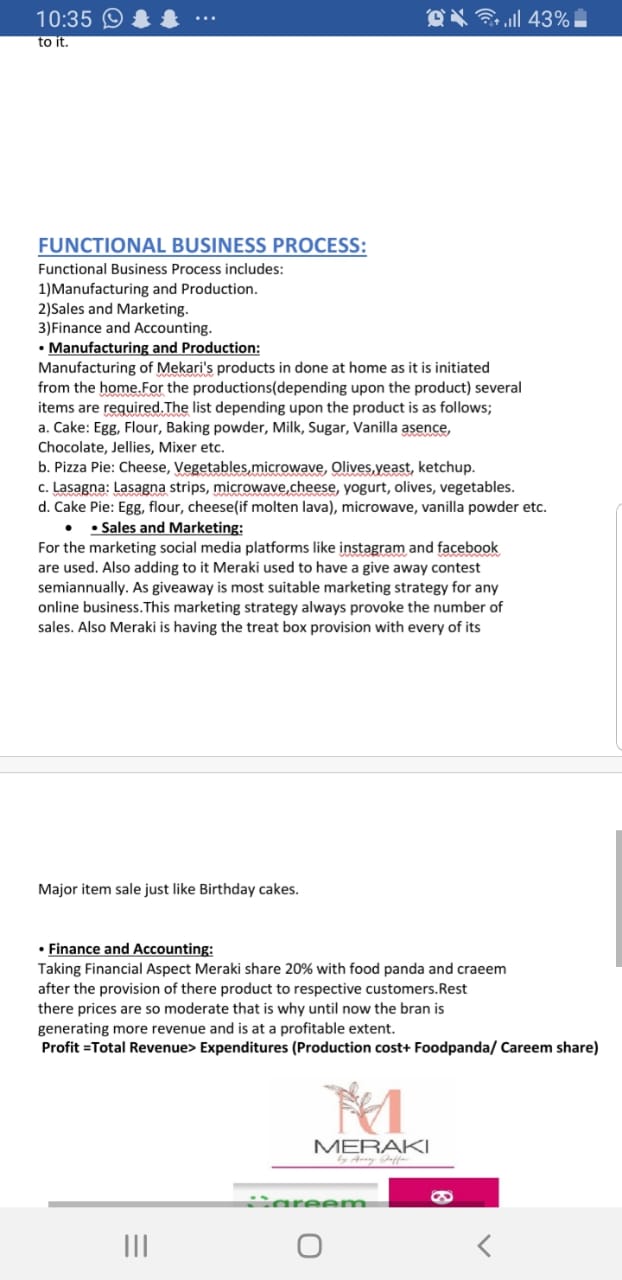 10:35
43%
to it.
FUNCTIONAL BUSINESS PROCESS:
Functional Business Process includes:
1)Manufacturing and Production.
2)Sales and Marketing.
3)Finance and Accounting.
• Manufacturing and Production:
Manufacturing of Mekari's products in done at home as it is initiated
from the home.For the productions(depending upon the product) several
items are required.The list depending upon the product is as follows;
a. Cake: Egg, Flour, Baking powder, Milk, Sugar, Vanilla asence,
Chocolate, Jellies, Mixer etc.
b. Pizza Pie: Cheese, Vegetables,microwave, Olives,yeast, ketchup.
c. Lasagna: Lasagna strips, microwave,cheese, yogurt, olives, vegetables.
d. Cake Pie: Egg, flour, cheese(if molten lava), microwave, vanilla powder etc.
• • Sales and Marketing:
For the marketing social media platforms like instagram and facebook
are used. Also adding to it Meraki used to have a give away contest
semiannually. As giveaway is most suitable marketing strategy for any
online business.This marketing strategy always provoke the number of
sales. Also Meraki is having the treat box provision with every of its
Major item sale just like Birthday cakes.
• Finance and Accounting:
Taking Financial Aspect Meraki share 20% with food panda and craeem
after the provision of there product to respective customers.Rest
there prices are so moderate that is why until now the bran is
generating more revenue and is at a profitable extent.
Profit =Total Revenue> Expenditures (Production cost+ Foodpanda/ Careem share)
M
MERAKI
by